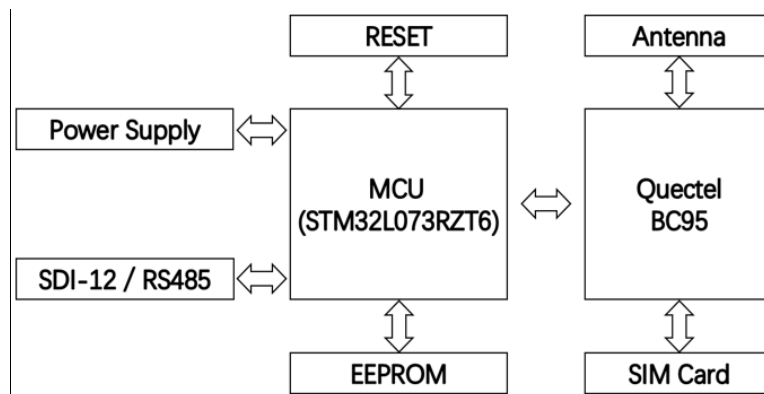 RESET
Antenna
Power Supply
MCU
(STM32L073RZT6)
Quectel
BC95
SDI-12 / RS485
EEPROM
SIM Card